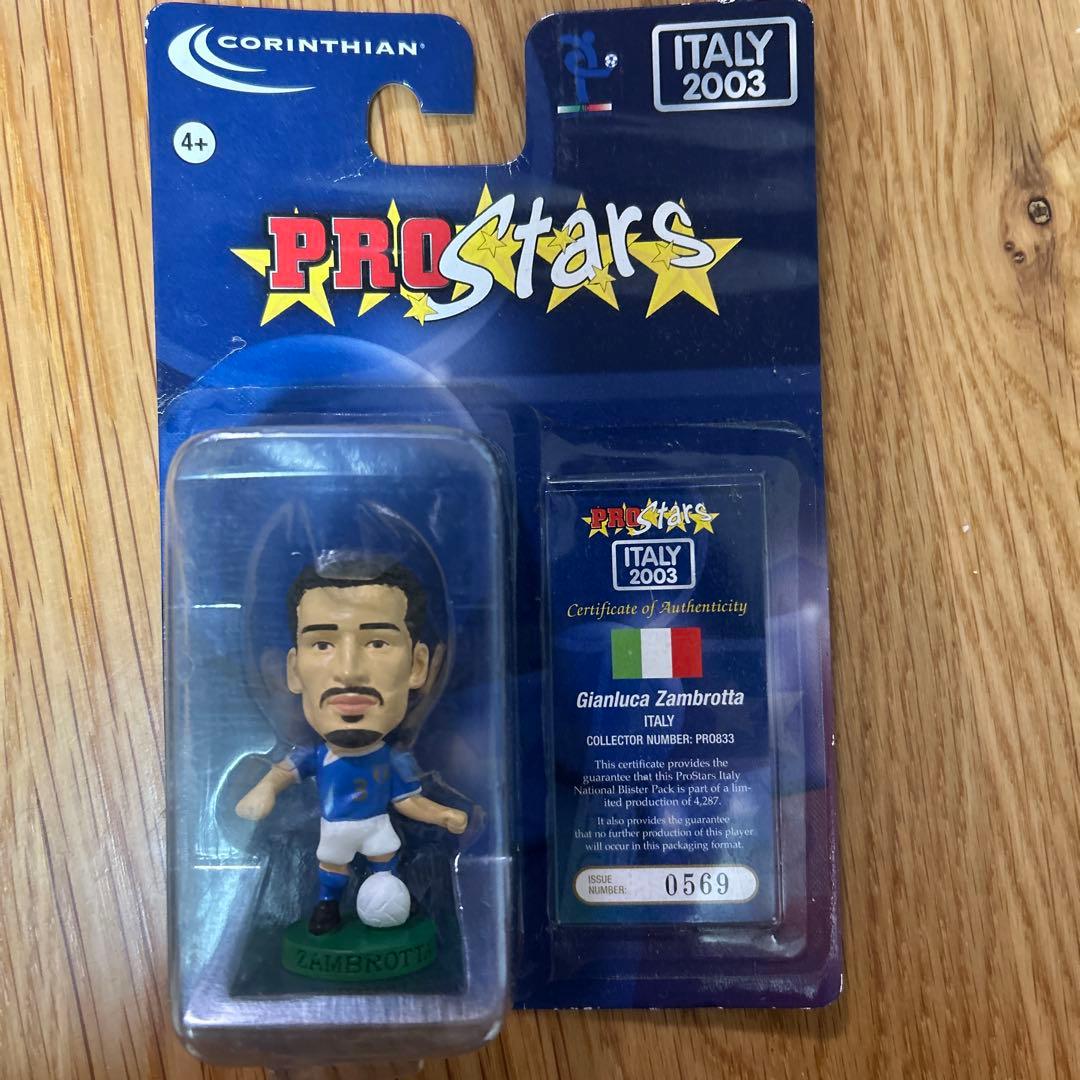 CORINTHIAN
ITALY
2003
4+
PROStars
PROStars
ITALY
2003
Certificate of Authenticity
Gianluca Zambrotta
ITALY
COLLECTOR NUMBER: PRO833
This certificate provides the
guarantee that this ProStars Italy
National Blister Pack is part of a lim-
ited production of 4,287.
It also provides the guarantee
that no further production of this player
will occur in this packaging format.
ISSUE
NUMBER:
0569
3
ZAMBROTTA